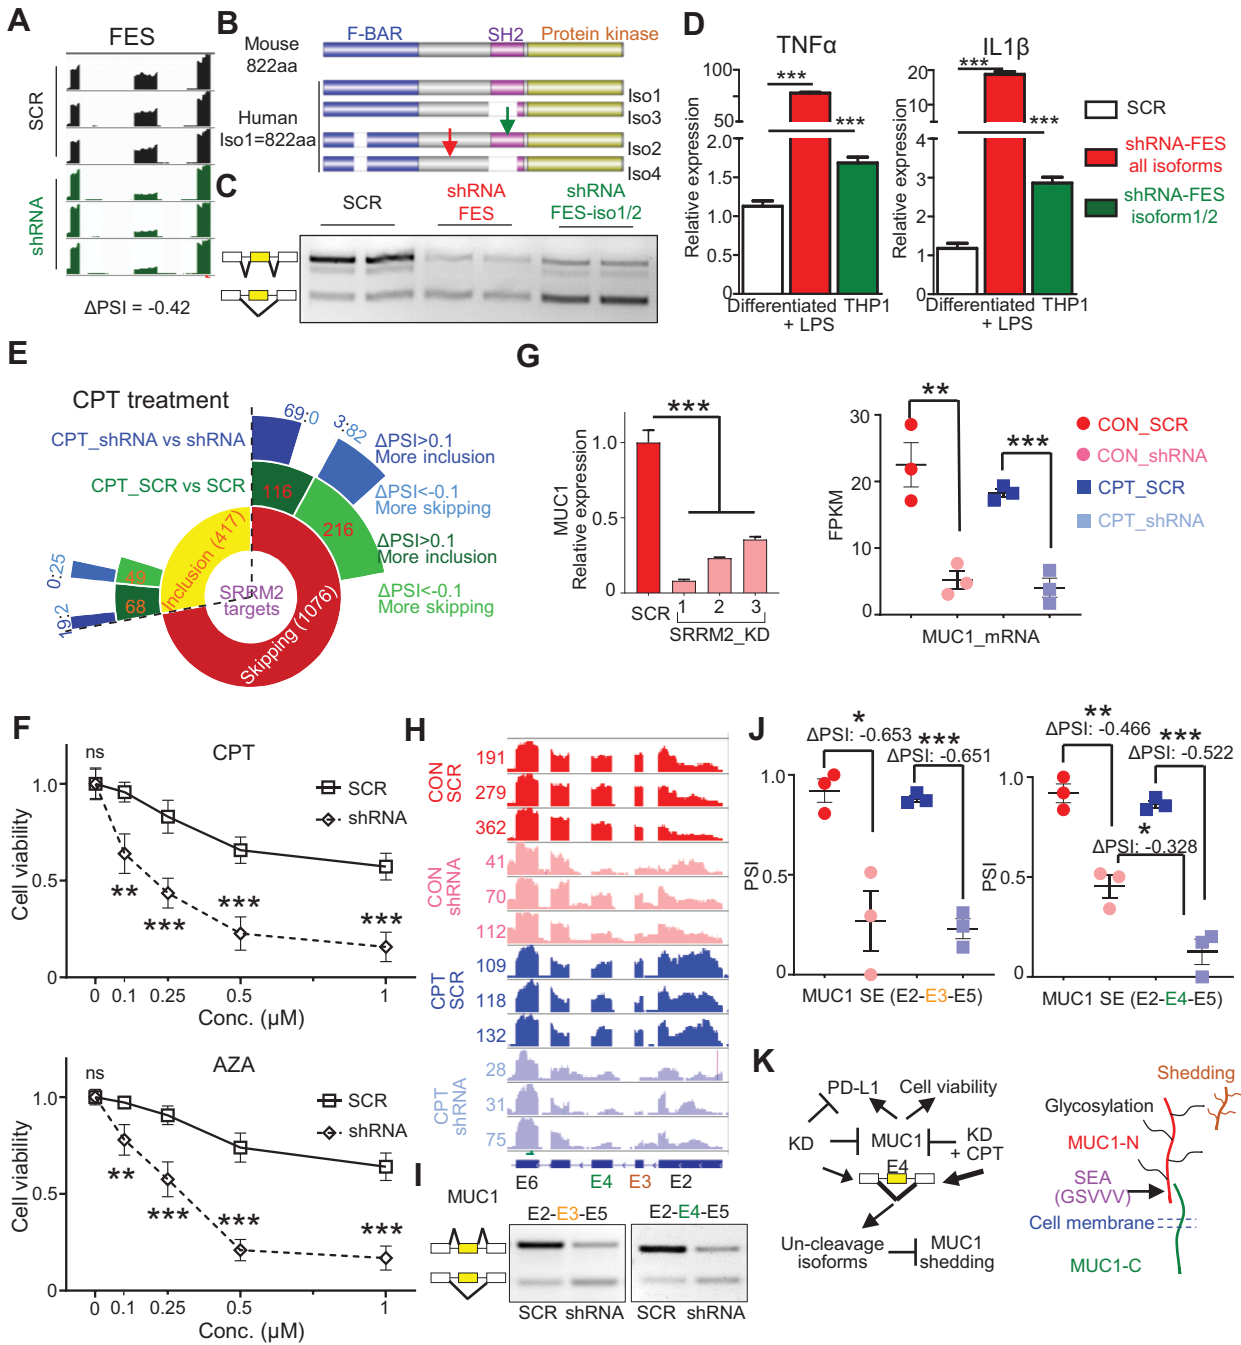 A
FES
SCR
shRNA
ΔPSI = -0.42
B
F-BAR
SH2
Protein kinase
Mouse
822aa
Human
Iso1=822aa
Iso1
Iso3
Iso2
Iso4
C
SCR
shRNA
FES
shRNA
FES-iso1/2
D
TNFα
Relative expression
100
50
2.0
1.5
1.0
0.0
***
***
Differentiated THP1
+ LPS
IL1β
Relative expression
20
10
4
3
2
1
0
***
***
Differentiated THP1
+ LPS
SCR
shRNA-FES
all isoforms
shRNA-FES
isoform1/2
E
CPT treatment
CPT_shRNA vs shRNA
CPT_SCR vs SCR
69:0
3:82
ΔPSI>0.1
More inclusion
ΔPSI<-0.1
More skipping
ΔPSI>0.1
More inclusion
ΔPSI<-0.1
More skipping
116
216
Inclusion (417)
Skipping (1076)
SRRM2
targets
49
68
0:25
19:2
G
MUC1
Relative expression
1.0
0.5
0
***
SCR
1 2 3
SRRM2_KD
FPKM
30
20
10
0
**
***
MUC1_mRNA
CON_SCR
CON_shRNA
CPT_SCR
CPT_shRNA
F
CPT
ns
Cell viability
1.0
0.5
0
SCR
shRNA
**
***
***
***
0 0.1 0.25 0.5 1
Conc. (μM)
AZA
ns
Cell viability
1.0
0.5
0
SCR
shRNA
**
***
***
***
0 0.1 0.25 0.5 1
Conc. (μM)
H
CON
SCR
191
279
362
CON
shRNA
41
70
112
CPT
SCR
109
118
132
CPT
shRNA
28
31
75
E6 E4 E3 E2
I
MUC1
E2-E3-E5
E2-E4-E5
SCR shRNA
SCR shRNA
J
PSI
1.0
0.5
0
*
ΔPSI: -0.653
***
ΔPSI: -0.651
MUC1 SE (E2-E3-E5)
PSI
1.0
0.5
0
**
ΔPSI: -0.466
***
ΔPSI: -0.522
*
ΔPSI: -0.328
MUC1 SE (E2-E4-E5)
K
PD-L1
Cell viability
KD
MUC1
KD
+ CPT
E4
Un-cleavage
isoforms
MUC1
shedding
Shedding
Glycosylation
MUC1-N
SEA
(GSVVV)
Cell membrane
MUC1-C